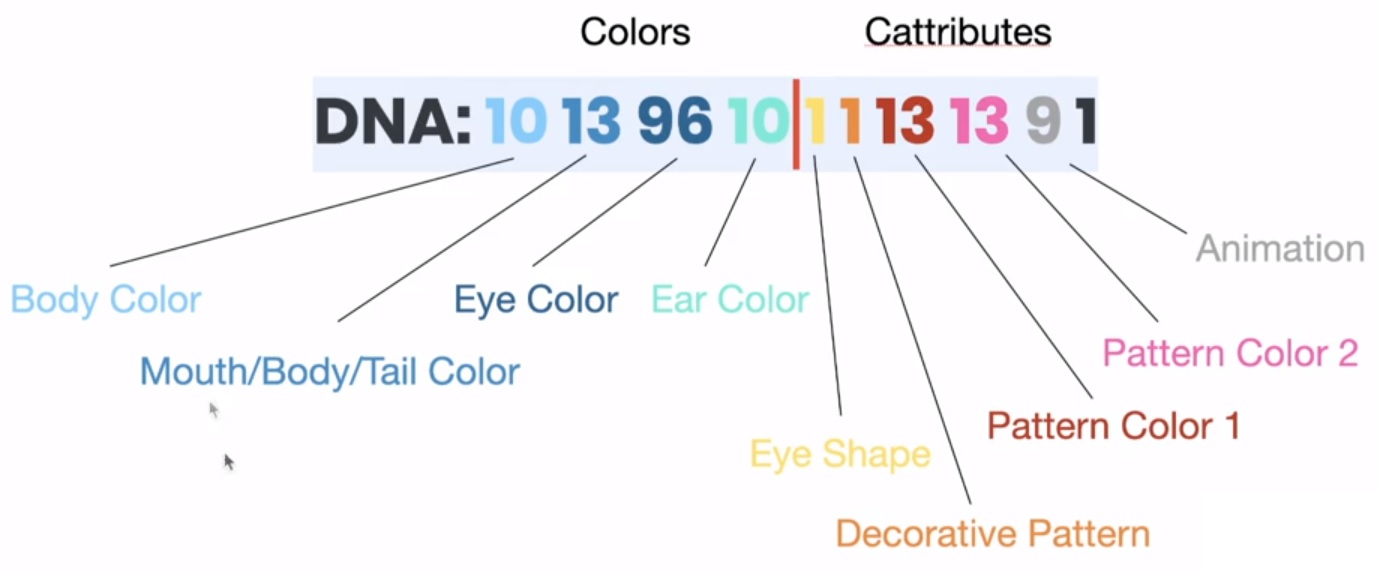 Colors Cattributes
DNA: 10 13 96 10 1 1 13 13 9 1
Animation
Body Color Eye Color Ear Color
Pattern Color 2
Mouth/Body/Tail Color
Pattern Color 1
Eye Shape
Decorative Pattern